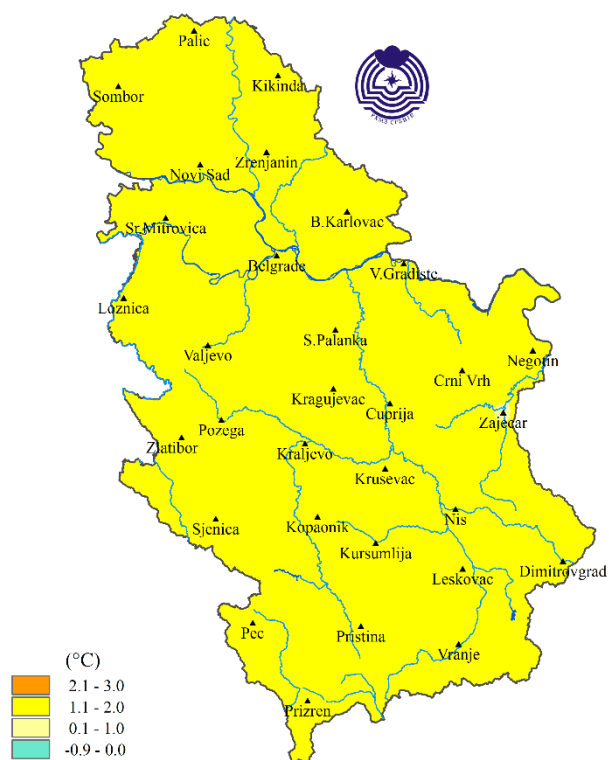 Palic
Kikinda
Sombor
РХМЗ СРБИЈЕ
Zrenjanin
Novi Sad
B.Karlovac
Sr.Mitrovica
Belgrade
V.Gradiste
Loznica
S.Palanka
Valjevo
Negotin
Crni Vrh
Kragujevac
Cuprija
Zajecar
Pozega
Zlatibor
Kraljevo
Krusevac
Nis
Sjenica
Kopaonik
Kursumlija
Dimitrovgrad
Leskovac
Pec
Pristina
Vranje
Prizren
(°C)
2.1 - 3.0
1.1 - 2.0
0.1 - 1.0
-0.9 - 0.0